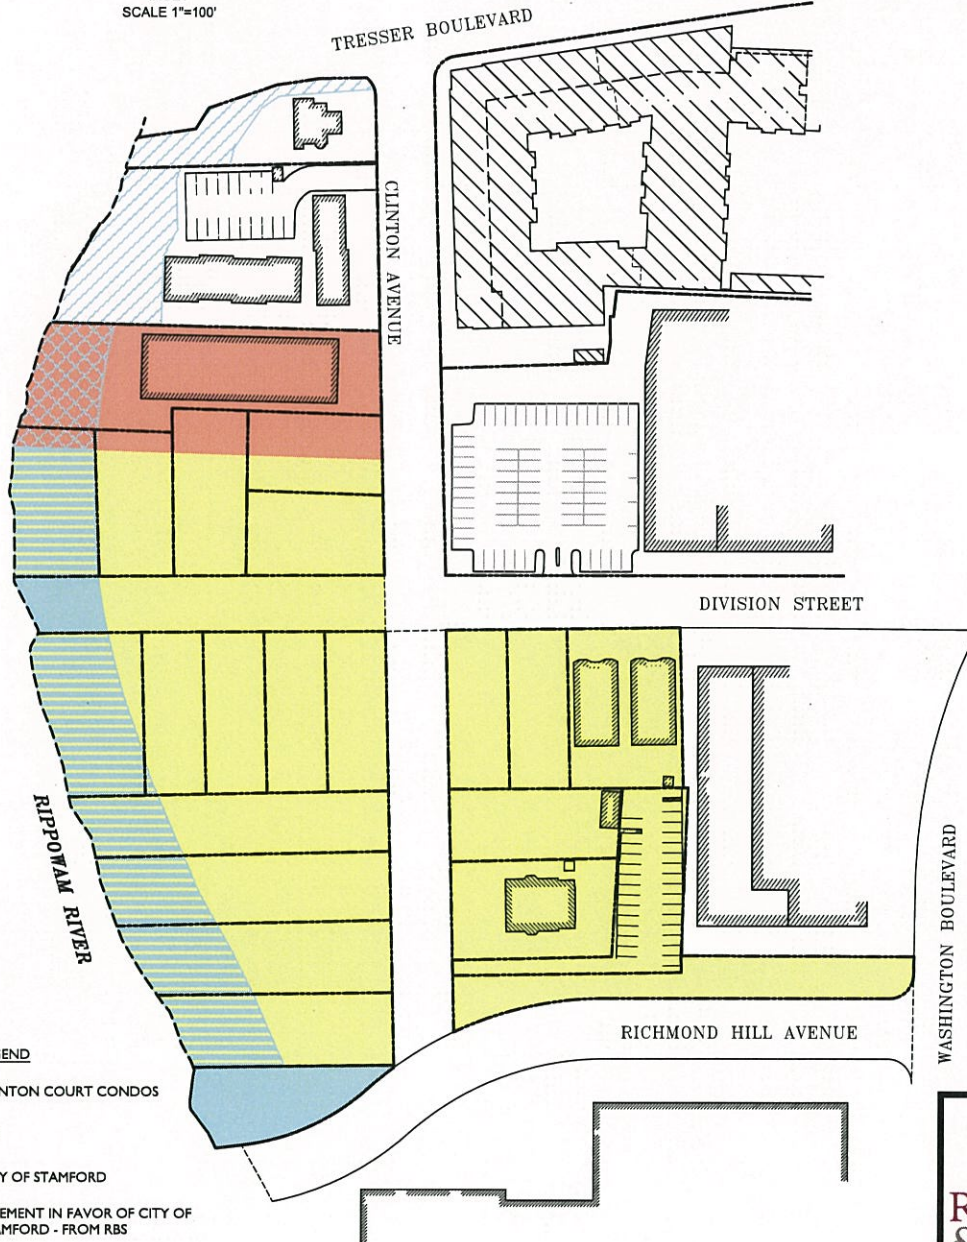 SCALE 1"=100'
TRESSER BOULEVARD
CLINTON AVENUE
DIVISION STREET
RIPPOWAM RIVER
WASHINGTON BOULEVARD
RICHMOND HILL AVENUE
END
NTON COURT CONDOS
Y OF STAMFORD
EMENT IN FAVOR OF CITY OF
MFORD - FROM RBS
R
&